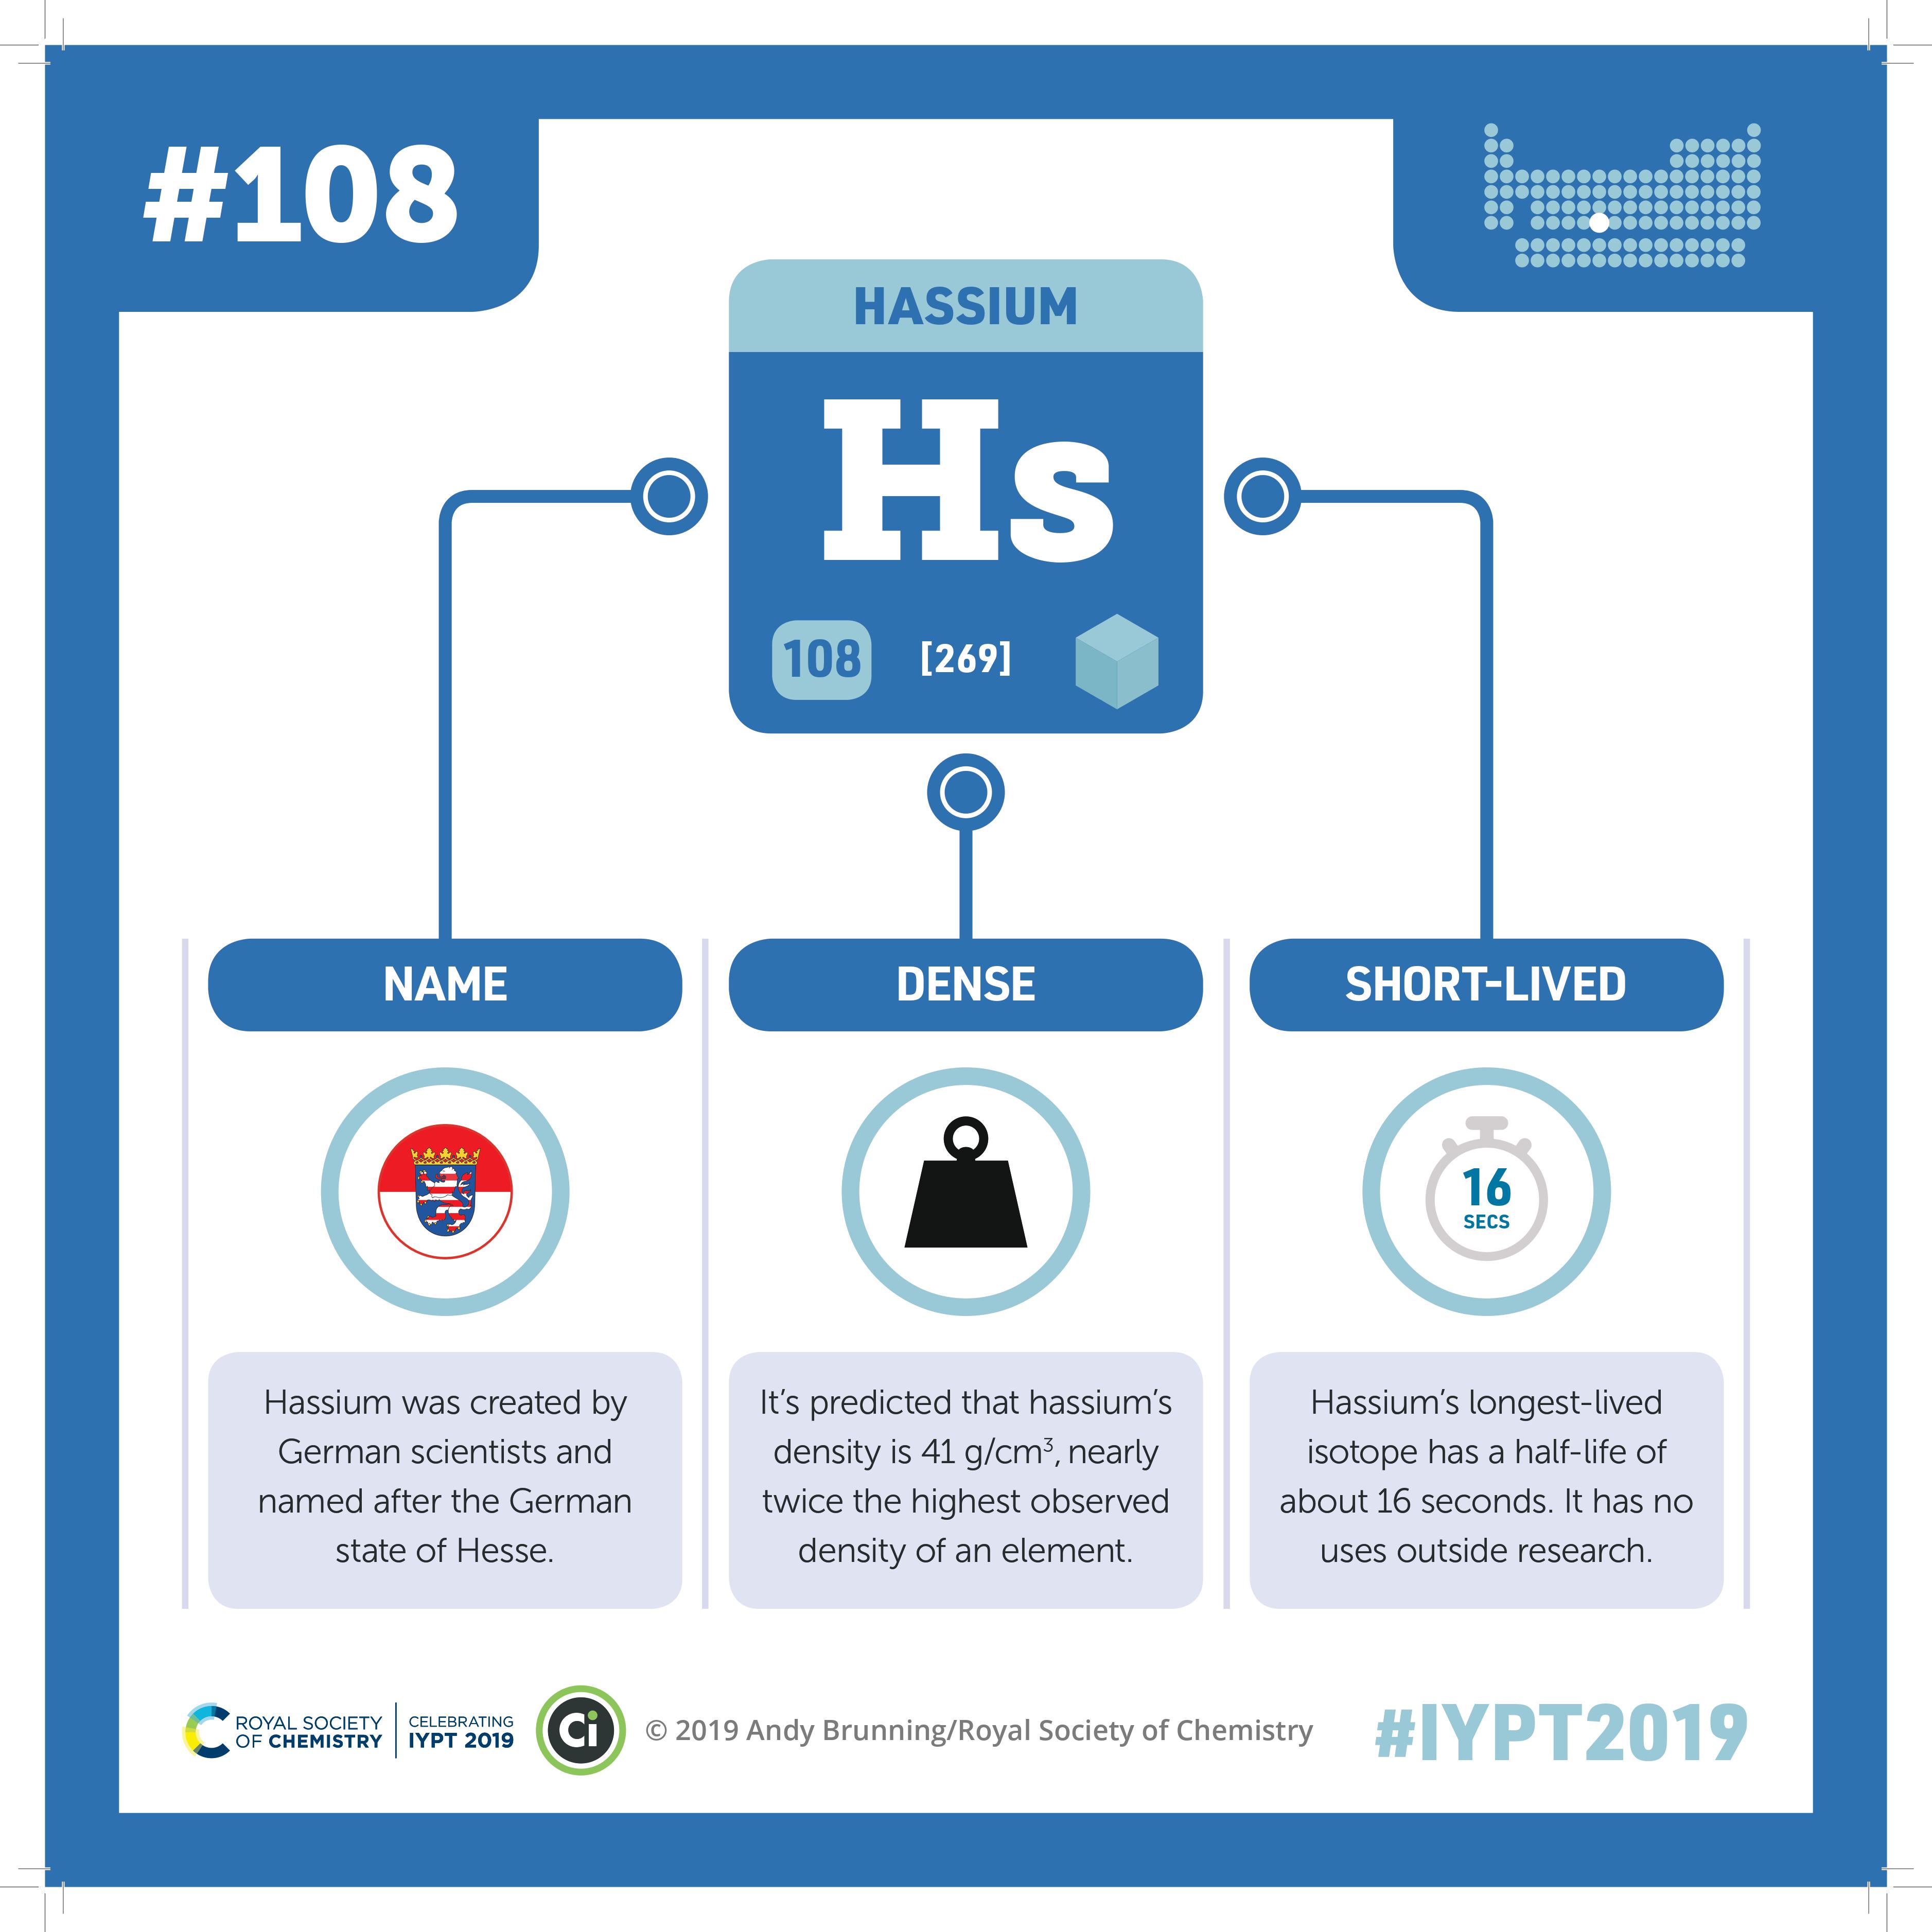 #108
HASSIUM
Hs
108
[269]
NAME
Hassium was created by
German scientists and
named after the German
state of Hesse.
DENSE
It’s predicted that hassium’s
density is 41 g/cm³, nearly
twice the highest observed
density of an element.
SHORT-LIVED
16
SECS
Hassium’s longest-lived
isotope has a half-life of
about 16 seconds. It has no
uses outside research.
ROYAL SOCIETY
OF CHEMISTRY
CELEBRATING
IYPT 2019
Ci
© 2019 Andy Brunning/Royal Society of Chemistry
#IYPT2019